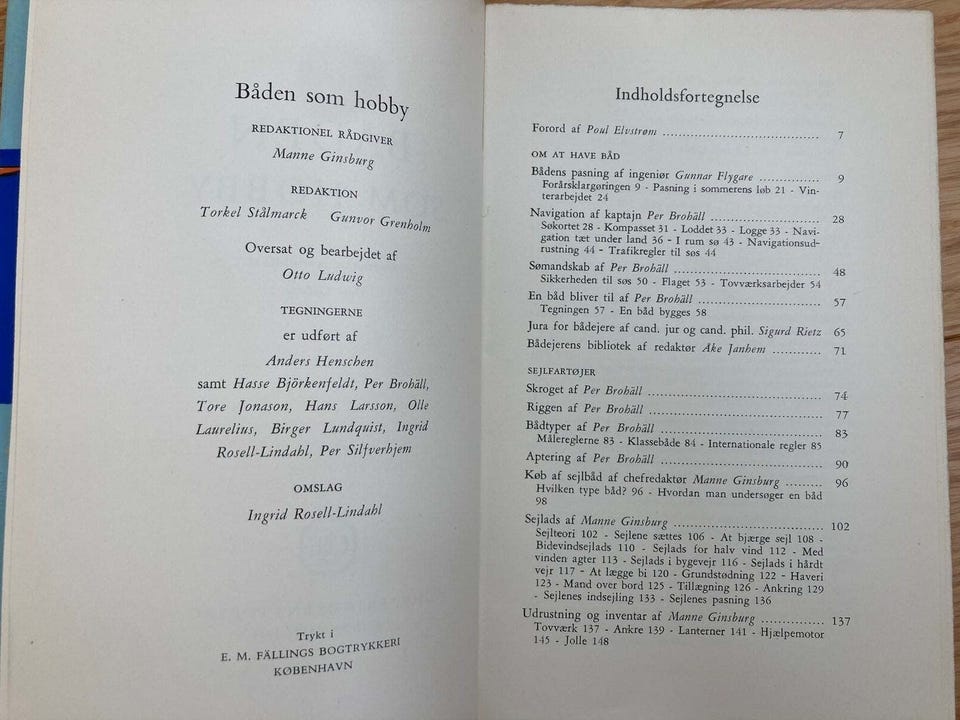 Båden som hobby
REDAKTIONEL RÅDGIVER
Manne Ginsburg
REDAKTION
Torkel Stålmarck Gunvor Grenholm
Oversat og bearbejdet af
Otto Ludwig
TEGNINGERNE
er udført af
Anders Henschen
samt Hasse Björkenfeldt, Per Brohäll,
Tore Jonason, Hans Larsson, Olle
Laurelius, Birger Lundquist, Ingrid
Rosell-Lindahl, Per Silfverhjem
OMSLAG
Ingrid Rosell-Lindahl
Trykt i
E. M. FÄLLINGS BOGTRYKKERI
KØBENHAVN
Indholdsfortegnelse
Forord af Poul Elvstrøm ........................................ 7
OM AT HAVE BÅD
Bådens pasning af ingeniør Gunnar Flygare ............... 9
Forårsklargøringen 9 - Pasning i sommerens løb 21 - Vin-
terarbejdet 24
Navigation af kaptajn Per Brohäll ........................... 28
Søkortet 28 - Kompasset 31 - Loddet 33 - Logge 33 - Navi-
gation tæt under land 36 - I rum sø 43 - Navigationsud-
rustning 44 - Trafikregler til søs 44
Sømandskab af Per Brohäll .................................... 48
Sikkerheden til søs 50 - Flaget 53 - Tovværksarbejder 54
En båd bliver til af Per Brohäll .............................. 57
Tegningen 57 - En båd bygges 58
Jura for bådejere af cand. jur og cand. phil. Sigurd Rietz 65
Bådejerens bibliotek af redaktør Åke Janhem ............ 71
SEJLFARTØJER
Skroget af Per Brohäll .......................................... 74
Riggen af Per Brohäll ........................................... 77
Bådtyper af Per Brohäll ........................................ 83
Målereglerne 83 - Klassebåde 84 - Internationale regler 85
Aptering af Per Brohäll ........................................ 90
Køb af sejlbåd af chefredaktør Manne Ginsburg ......... 96
Hvilken type båd? 96 - Hvordan man undersøger en båd
98
Sejlads af Manne Ginsburg .................................... 102
Sejlteori 102 - Sejlene sættes 106 - At bjærge sejl 108 -
Bidevindsejlads 110 - Sejlads for halv vind 112 - Med
vinden agter 113 - Sejlads i bygevejr 116 - Sejlads i hårdt
vejr 117 - At lægge bi 120 - Grundstødning 122 - Haveri
123 - Mand over bord 125 - Tillægning 126 - Ankring 129
- Sejlenes indsejling 133 - Sejlenes pasning 136
Udrustning og inventar af Manne Ginsburg ............... 137
Tovværk 137 - Ankre 139 - Lanterner 141 - Hjælpemotor
145 - Jolle 148